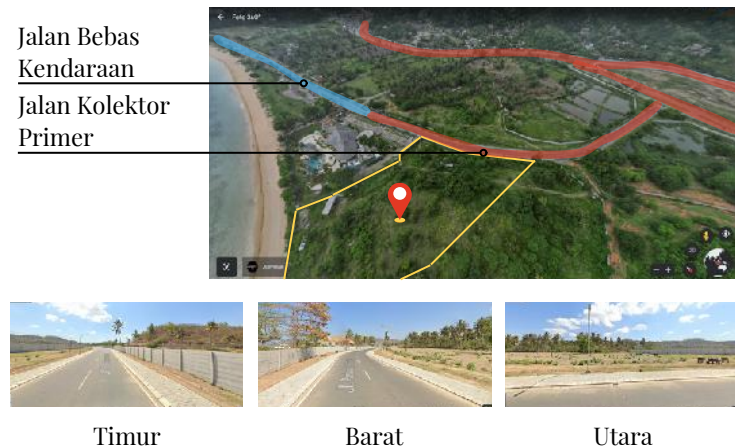 Jalan Bebas
Kendaraan
Jalan Kolektor
Primer
Timur
Barat
Utara